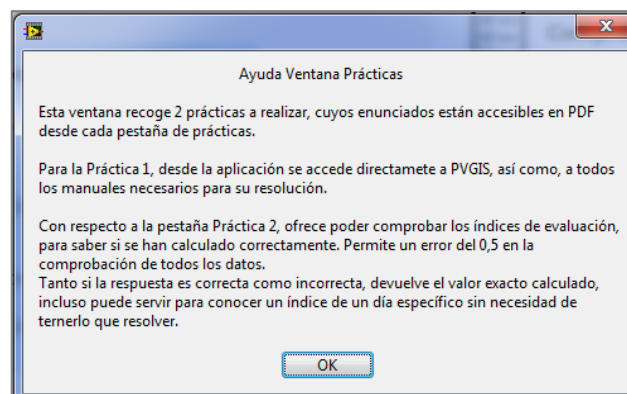 Ayuda Ventana Prácticas
Esta ventana recoge 2 prácticas a realizar, cuyos enunciados están accesibles en PDF
desde cada pestaña de prácticas.
Para la Práctica 1, desde la aplicación se accede directamete a PVGIS, así como, a todos
los manuales necesarios para su resolución.
Con respecto a la pestaña Práctica 2, ofrece poder comprobar los índices de evaluación,
para saber si se han calculado correctamente. Permite un error del 0,5 en la
comprobación de todos los datos.
Tanto si la respuesta es correcta como incorrecta, devuelve el valor exacto calculado,
incluso puede servir para conocer un índice de un día específico sin necesidad de
ternerlo que resolver.
OK